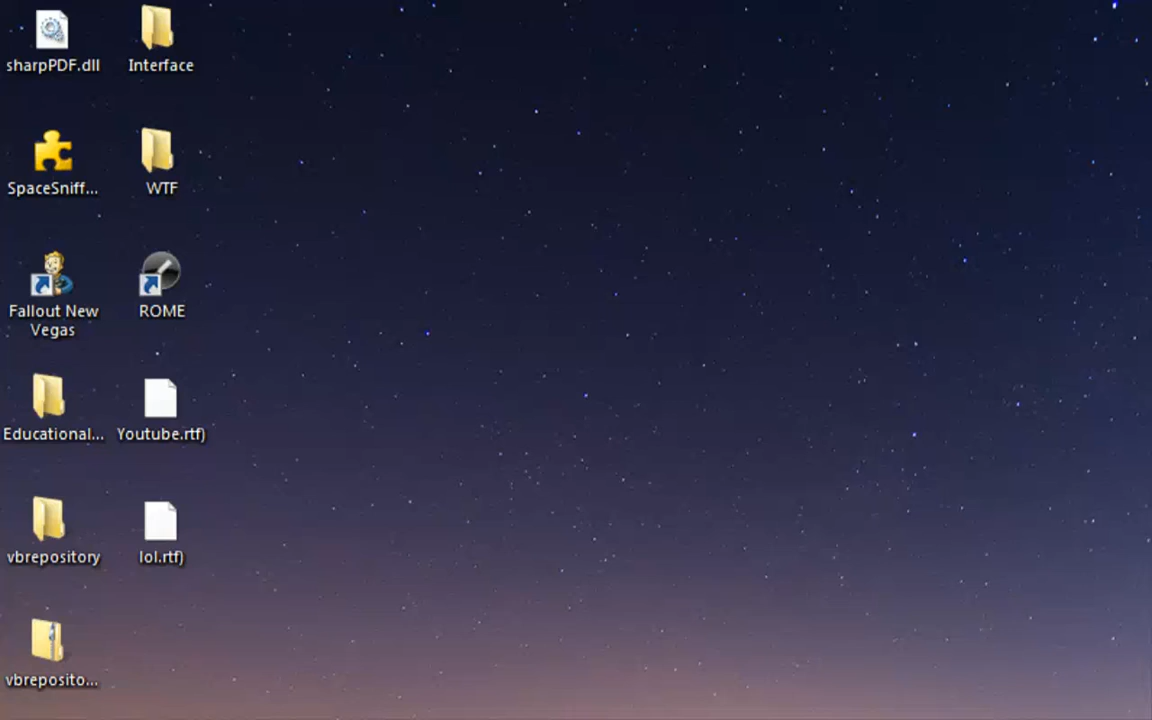 sharpPDF.dll
Interface
SpaceSniff...
WTF
Fallout New
Vegas
ROME
Educational...
Youtube.rtf)
vbrepository
lol.rtf)
vbreposito...